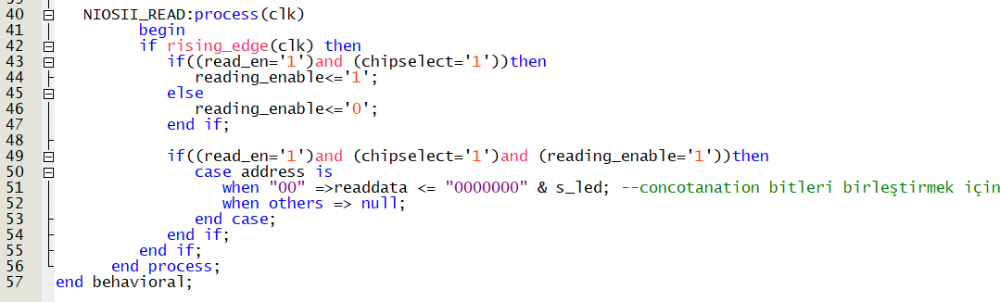 40 NIOSII_READ:process(clk)
41 begin
42 if rising_edge(clk) then
43 if((read_en='1')and (chipselect='1'))then
44 reading_enable<='1';
45 else
46 reading_enable<='0';
47 end if;
48
49 if((read_en='1')and (chipselect='1')and (reading_enable='1'))then
50 case address is
51 when "00" =>readdata <= "0000000" & s_led; --concotanation bitleri birleştirmek için
52 when others => null;
53 end case;
54 end if;
55 end if;
56 end process;
57 end behavioral;